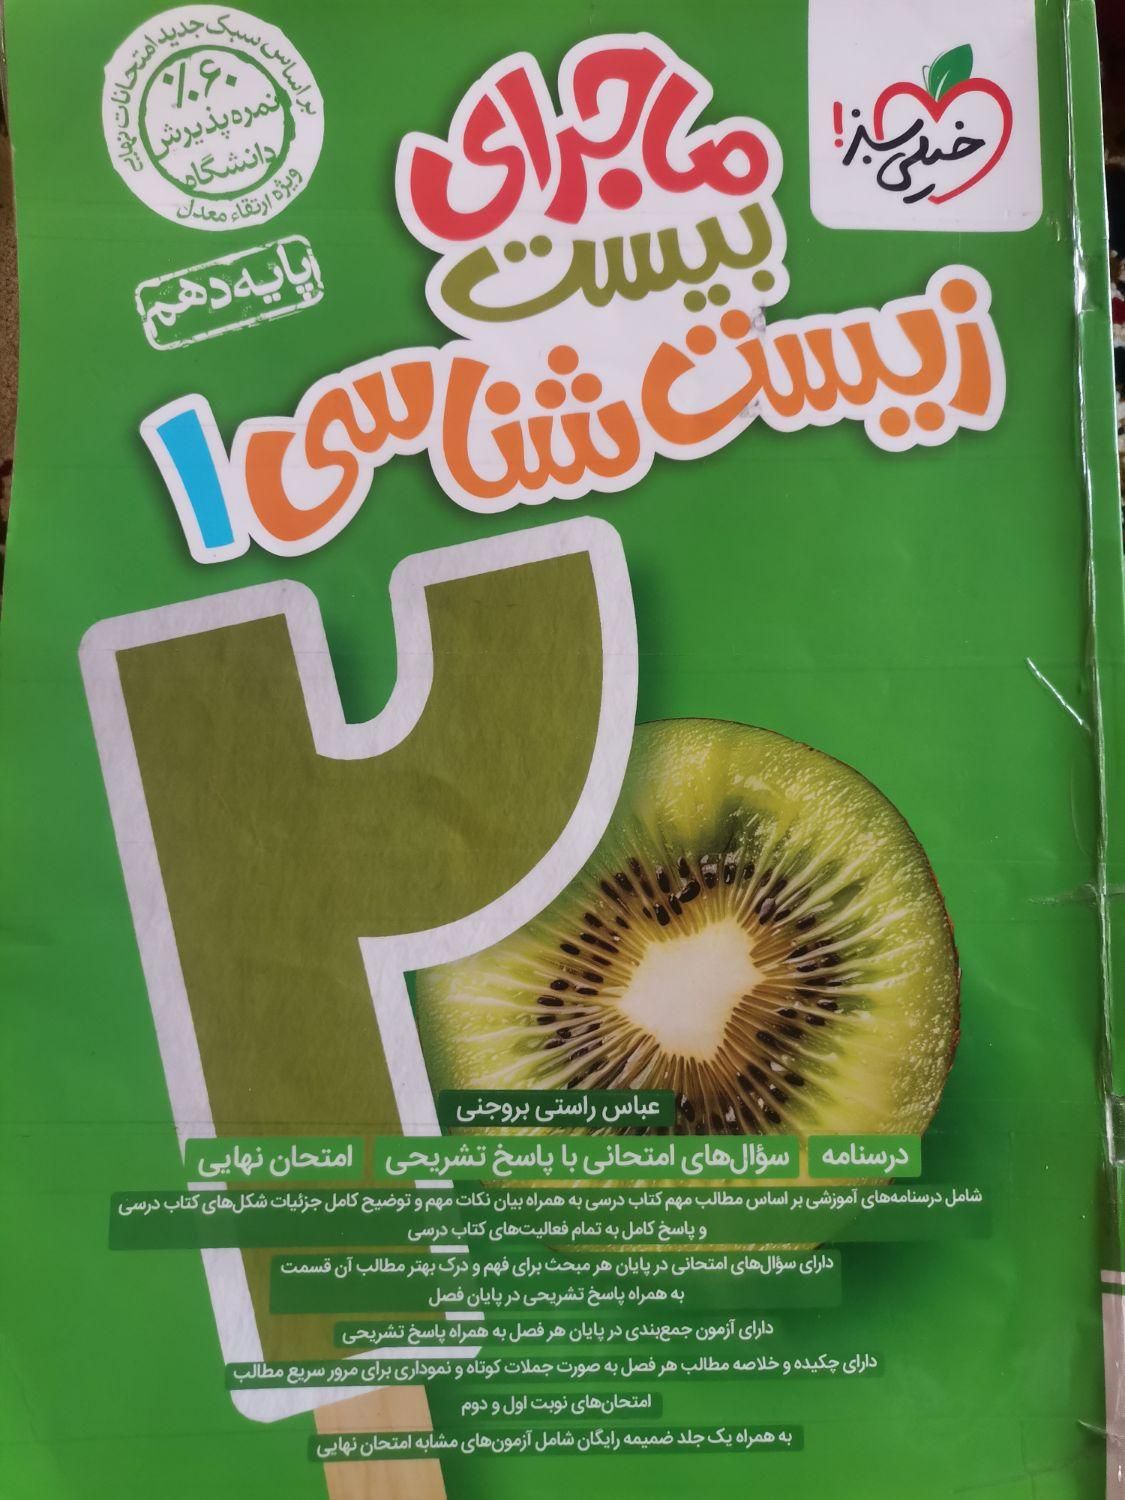 خیلی سبز!
براساس سبک جدید امتحانات نهایی
۶۰٪
نمره پذیرش
دانشگاه
ویژه ارتقاء معدل
پایه دهم
ماجرای
بیست
زیست شناسی ۱
۲۰
عباس راستی بروجنی
درسنامه سؤال‌های امتحانی با پاسخ تشریحی امتحان نهایی
شامل درسنامه‌های آموزشی بر اساس مطالب مهم کتاب درسی به همراه بیان نکات مهم و توضیح کامل جزئیات شکل‌های کتاب درسی
و پاسخ کامل به تمام فعالیت‌های کتاب درسی
دارای سؤال‌های امتحانی در پایان هر مبحث برای فهم و درک بهتر مطالب آن قسمت
به همراه پاسخ تشریحی در پایان فصل
دارای آزمون جمع‌بندی در پایان هر فصل به همراه پاسخ تشریحی
دارای چکیده و خلاصه مطالب هر فصل به صورت جملات کوتاه و نموداری برای مرور سریع مطالب
امتحان‌های نوبت اول و دوم
به همراه یک جلد ضمیمه رایگان شامل آزمون‌های مشابه امتحان نهایی